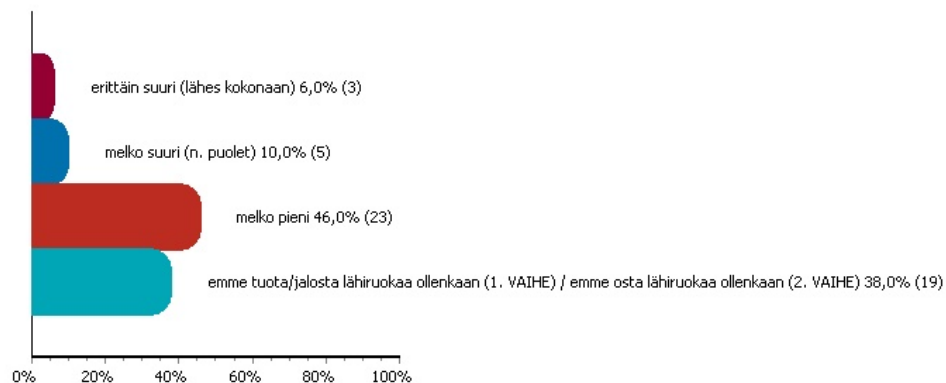 erittäin suuri (lähes kokonaan) 6,0% (3)
melko suuri (n. puolet) 10,0% (5)
melko pieni 46,0% (23)
emme tuota/jalosta lähiruokaa ollenkaan (1. VAIHE) / emme osta lähiruokaa ollenkaan (2. VAIHE) 38,0% (19)
0% 20% 40% 60% 80% 100%